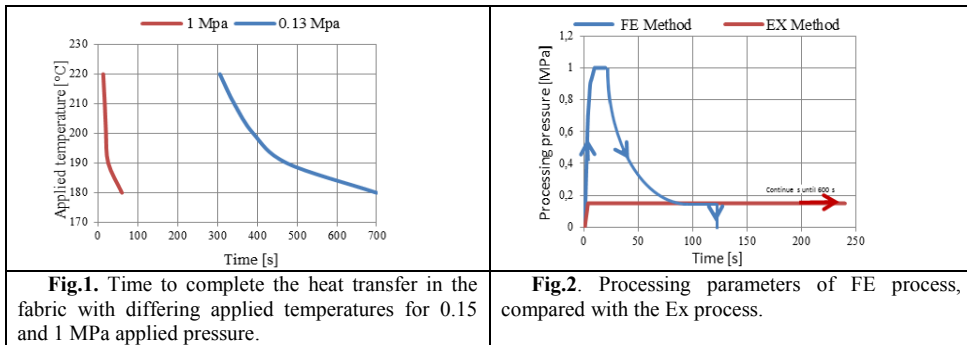 1 Mpa 0.13 Mpa
230
220
210
200
190
180
170
Applied temperature [°C]
0 100 200 300 400 500 600 700
Time [s]
FE Method EX Method
1,2
1
0,8
0,6
0,4
0,2
0
Processing pressure [MPa]
Continue s until 600 s
0 50 100 150 200 250
Time [s]
Fig.1. Time to complete the heat transfer in the
fabric with differing applied temperatures for 0.15
and 1 MPa applied pressure.
Fig.2. Processing parameters of FE process,
compared with the Ex process.